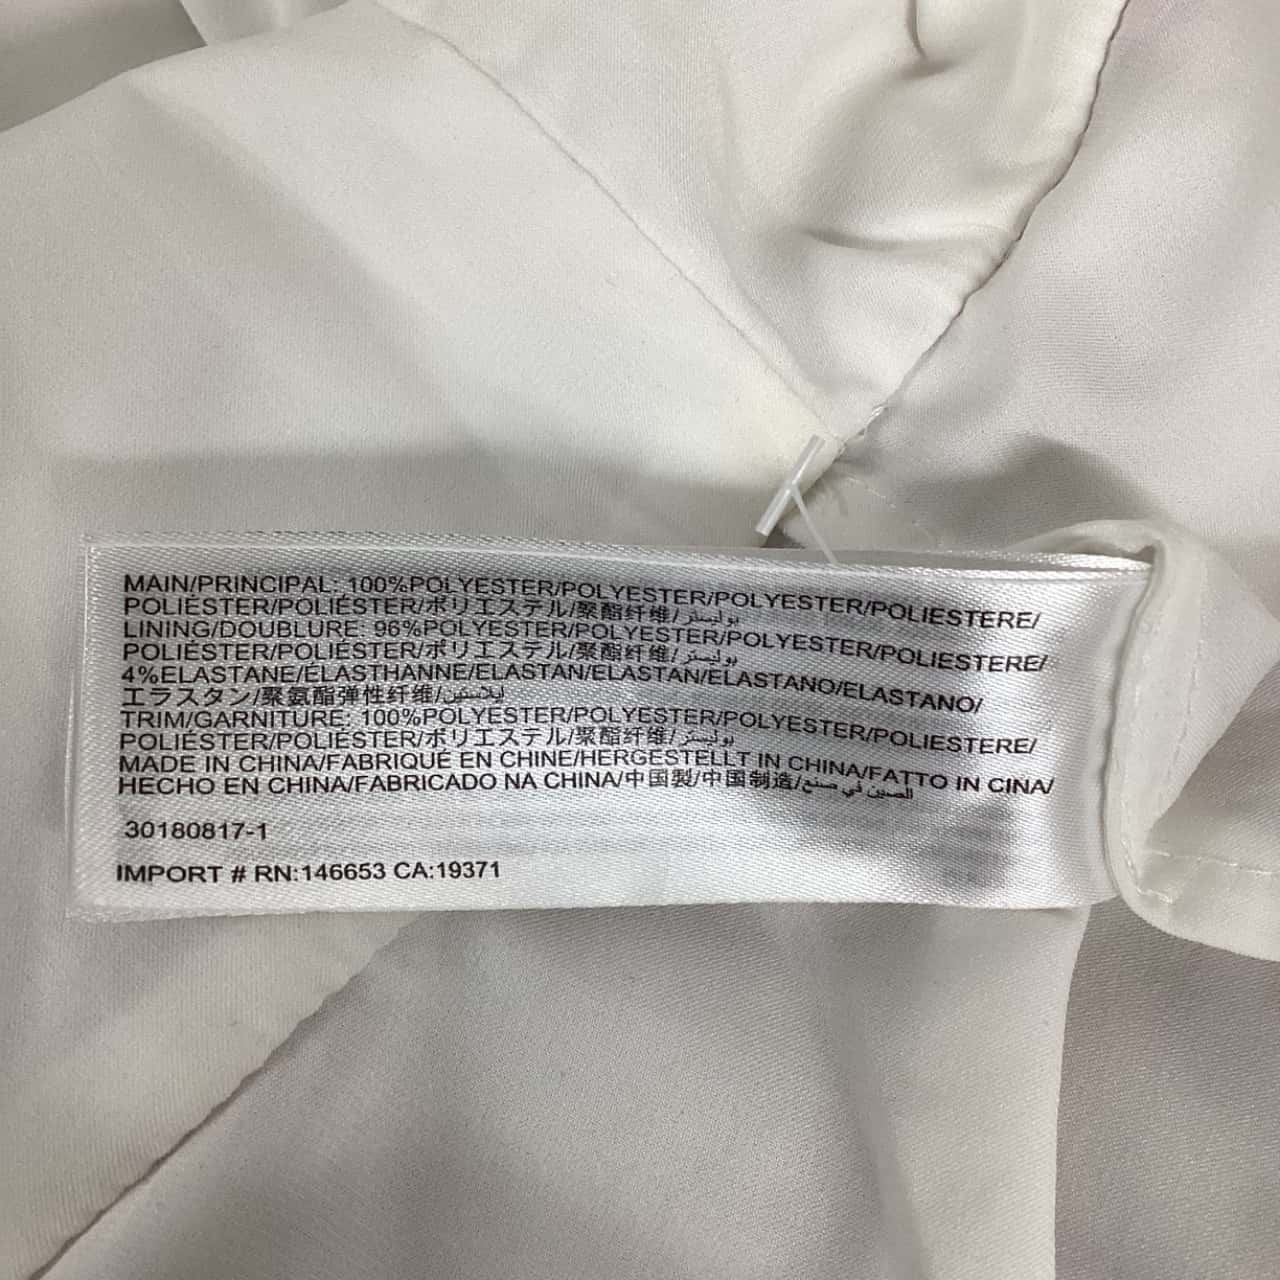 MAIN/PRINCIPAL: 100%POLYESTER/POLYESTER/POLYESTER/POLIESTERE/
POLIÉSTER/POLIÉSTER/ポリエステル/聚酯纤维/بوليستر
LINING/DOUBLURE: 96%POLYESTER/POLYESTER/POLYESTER/POLIESTERE/
POLIÉSTER/POLIÉSTER/ポリエステル/聚酯纤维/بوليستر
4%ELASTANE/ÉLASTHANNE/ELASTAN/ELASTAN/ELASTANO/ELASTANO/
エラスタン/聚氨酯弹性纤维/ايلاستين
TRIM/GARNITURE: 100%POLYESTER/POLYESTER/POLYESTER/POLIESTERE/
POLIÉSTER/POLIÉSTER/ポリエステル/聚酯纤维/بوليستر
MADE IN CHINA/FABRIQUÉ EN CHINE/HERGESTELLT IN CHINA/FATTO IN CINA/
HECHO EN CHINA/FABRICADO NA CHINA/中国製/中国制造/الصين في صنع
30180817-1
IMPORT # RN:146653 CA:19371